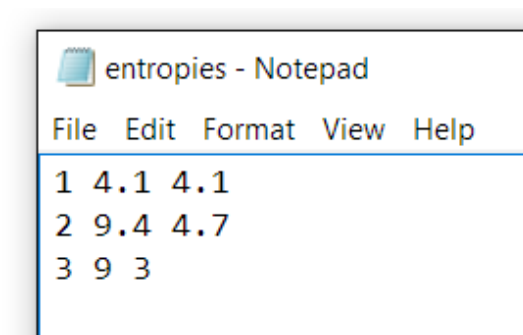 entropies - Notepad
File Edit Format View Help
1 4.1 4.1
2 9.4 4.7
3 9 3